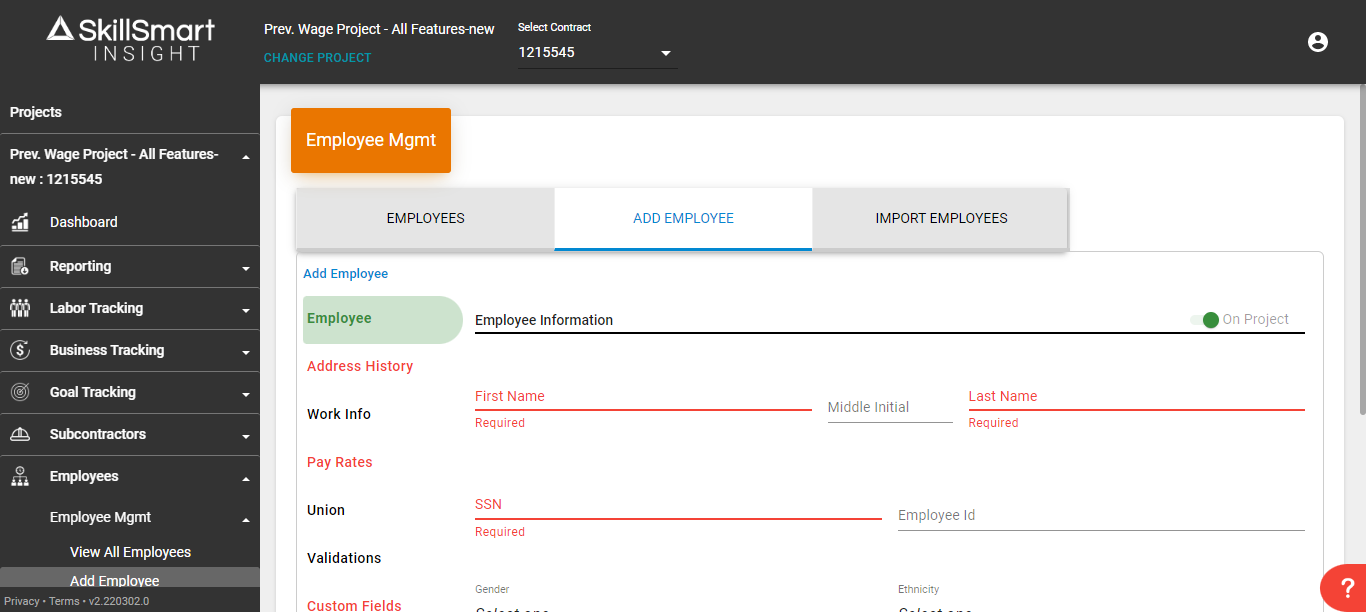 SkillSmart
INSIGHT
Prev. Wage Project - All Features-new
CHANGE PROJECT
Select Contract
1215545
Projects
Prev. Wage Project - All Features-
new : 1215545
Dashboard
Reporting
Labor Tracking
Business Tracking
Goal Tracking
Subcontractors
Employees
Employee Mgmt
View All Employees
Add Employee
Privacy • Terms • v2.220302.0
Employee Mgmt
EMPLOYEES
ADD EMPLOYEE
IMPORT EMPLOYEES
Add Employee
Employee
Address History
Work Info
Pay Rates
Union
Validations
Custom Fields
Employee Information
On Project
First Name
Required
Middle Initial
Last Name
Required
SSN
Required
Employee Id
Gender
Select one
Ethnicity
Select one
?